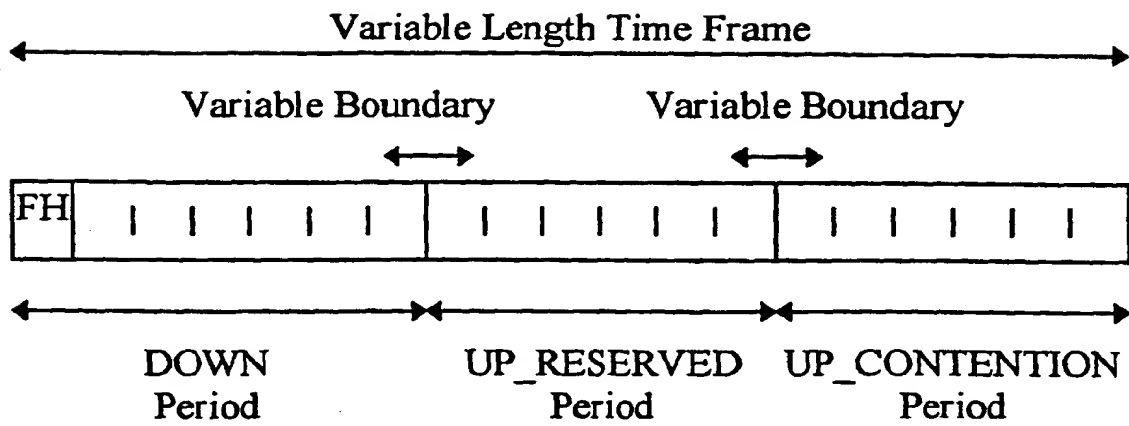 Variable Length Time Frame
Variable Boundary Variable Boundary
FH
DOWN UP_RESERVED UP_CONTENTION
Period Period Period